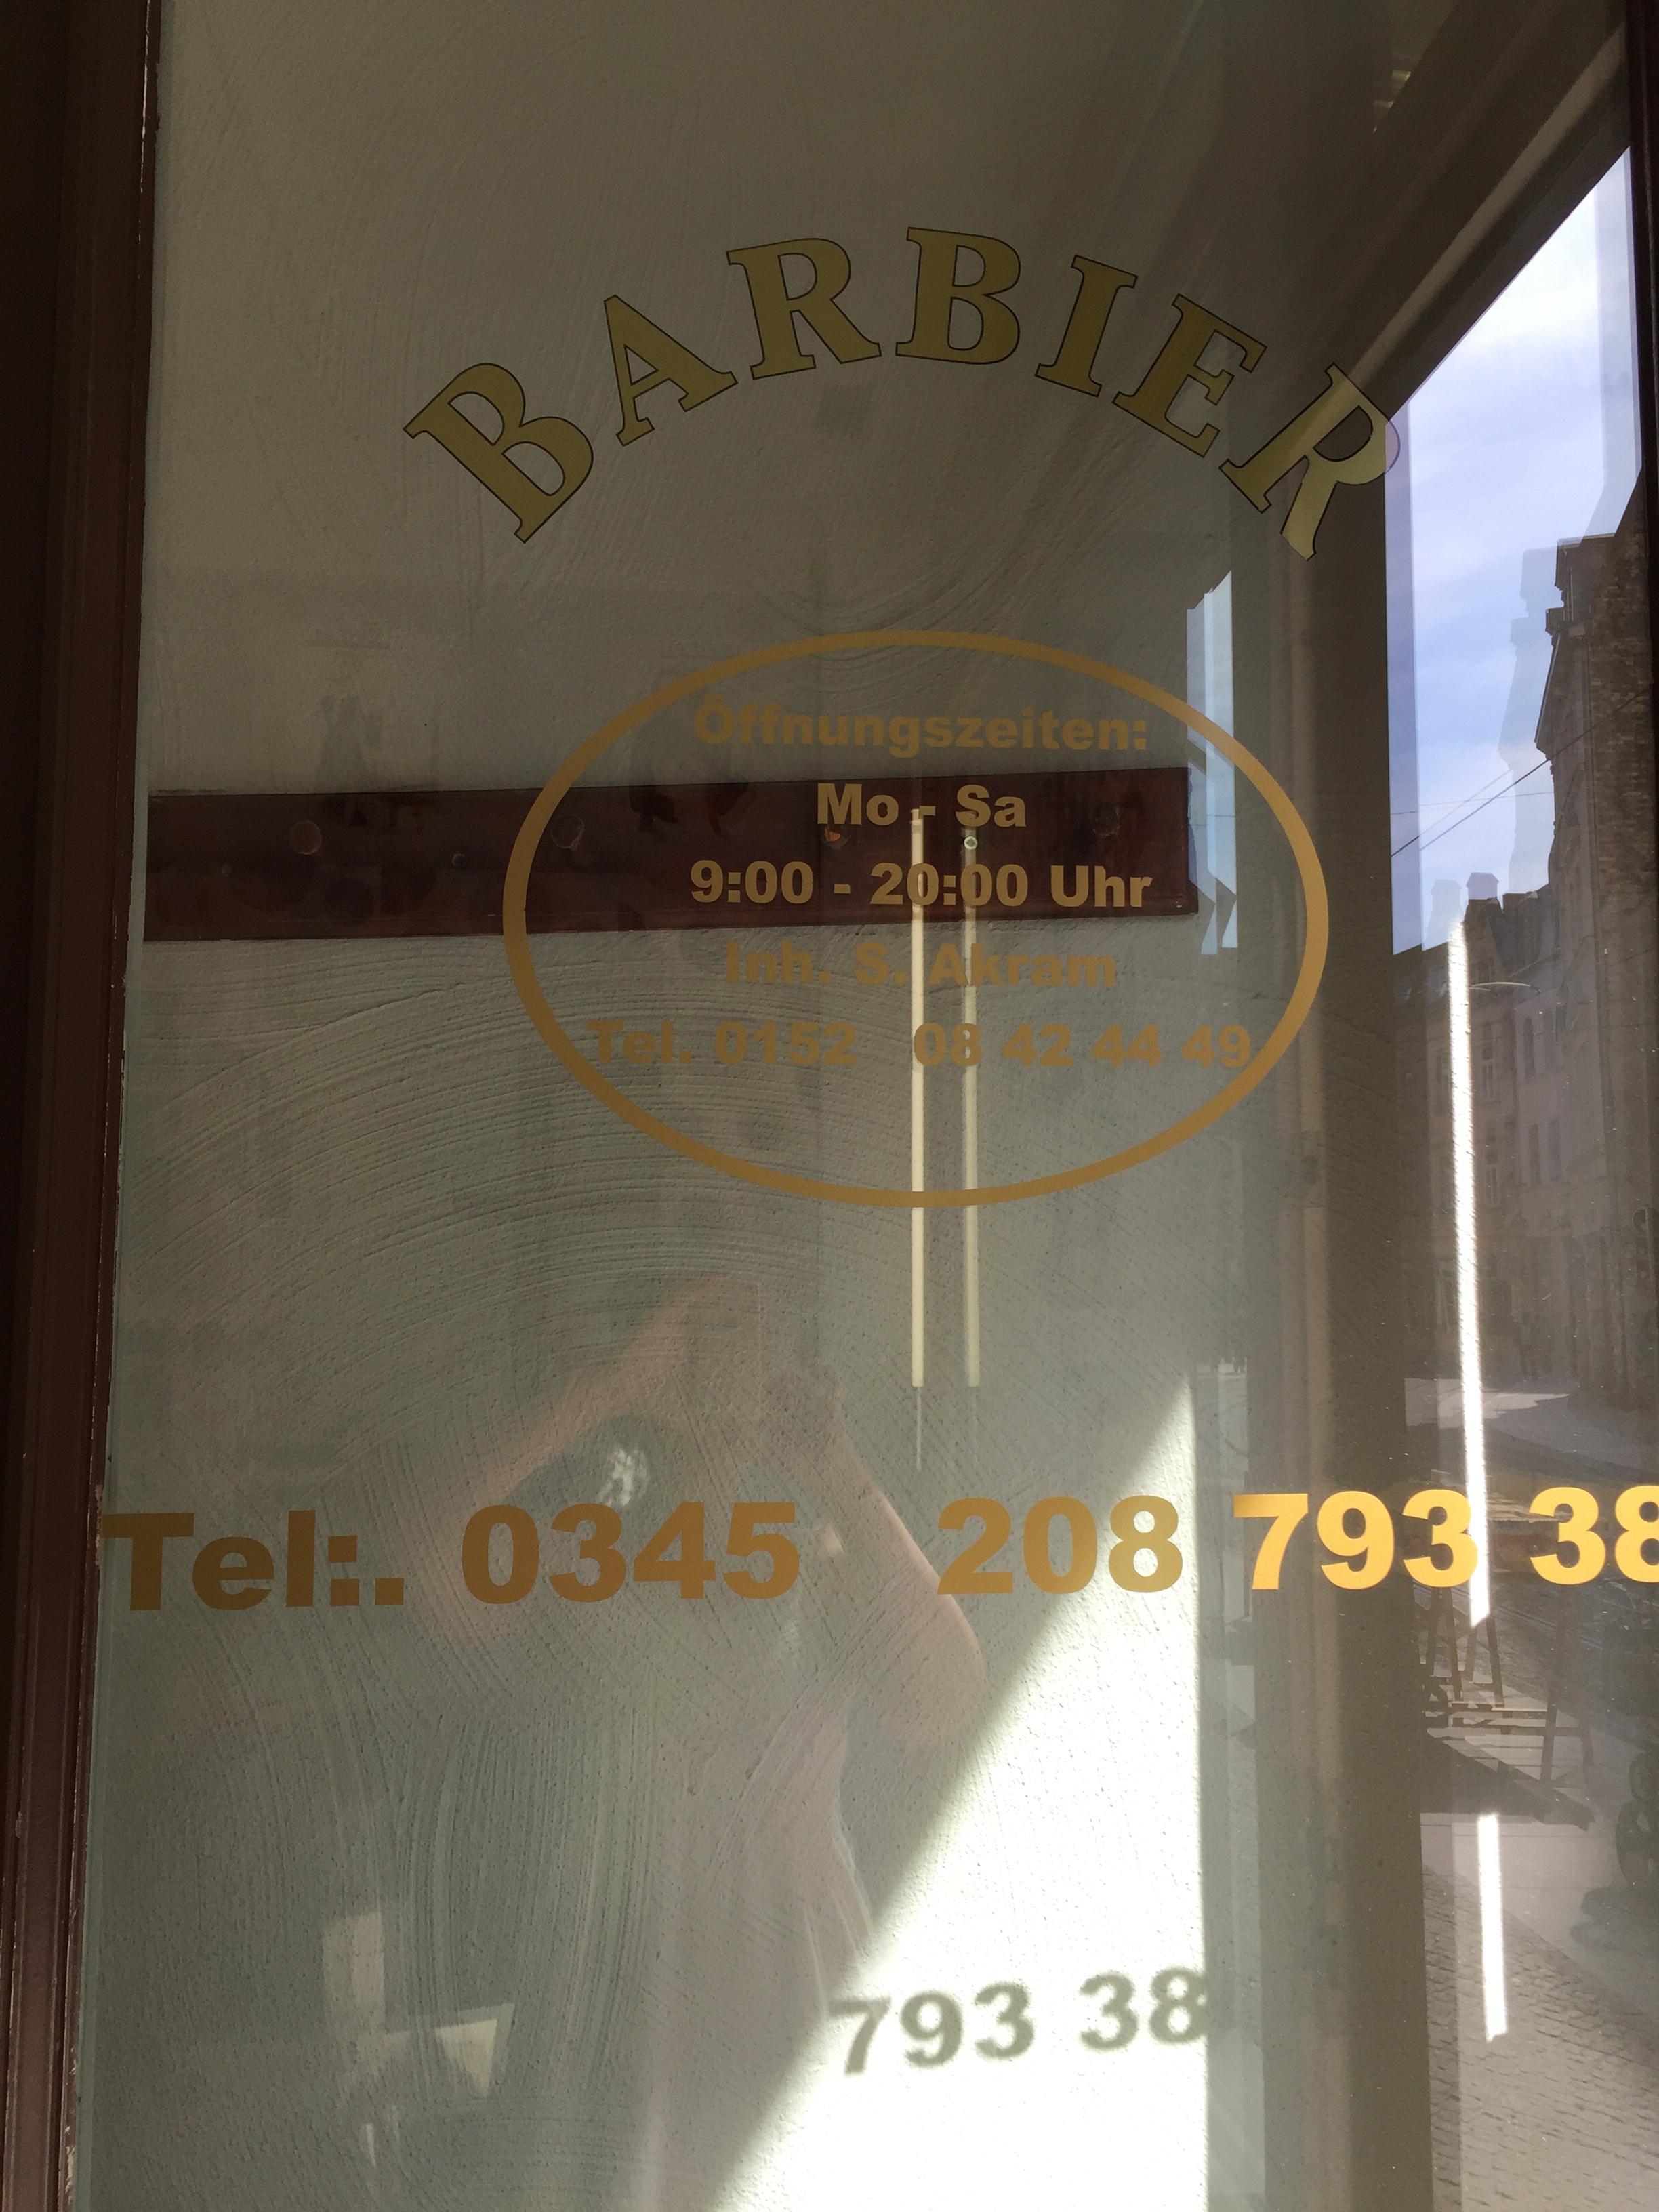 BARBIER
Öffnungszeiten:
Mo - Sa
9:00 - 20:00 Uhr
Inh. S. Akram
Tel. 0152 08 42 44 49
Tel:. 0345 208 793 38
793 38